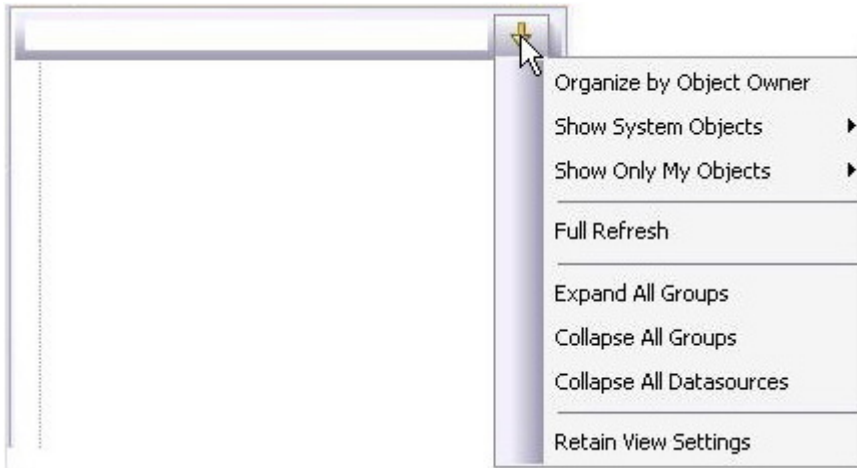 Organize by Object Owner
Show System Objects
Show Only My Objects
Full Refresh
Expand All Groups
Collapse All Groups
Collapse All Datasources
Retain View Settings